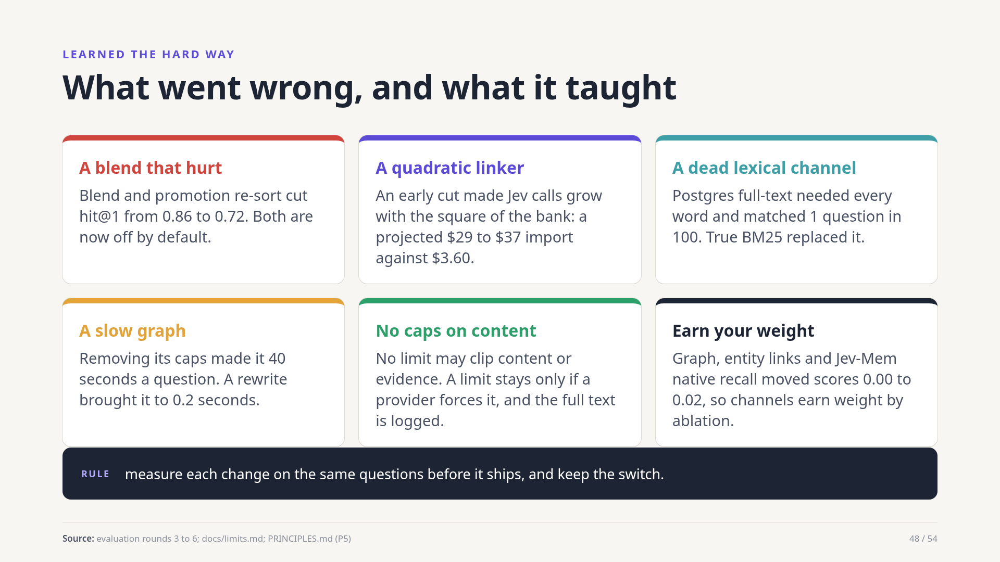 LEARNED THE HARD WAY
What went wrong, and what it taught
A blend that hurt
Blend and promotion re-sort cut
hit@1 from 0.86 to 0.72. Both are
now off by default.
A quadratic linker
An early cut made Jev calls grow
with the square of the bank: a
projected $29 to $37 import
against $3.60.
A dead lexical channel
Postgres full-text needed every
word and matched 1 question in
100. True BM25 replaced it.
A slow graph
Removing its caps made it 40
seconds a question. A rewrite
brought it to 0.2 seconds.
No caps on content
No limit may clip content or
evidence. A limit stays only if a
provider forces it, and the full text
is logged.
Earn your weight
Graph, entity links and Jev-Mem
native recall moved scores 0.00 to
0.02, so channels earn weight by
ablation.
RULE measure each change on the same questions before it ships, and keep the switch.
Source: evaluation rounds 3 to 6; docs/limits.md; PRINCIPLES.md (P5)
48 / 54